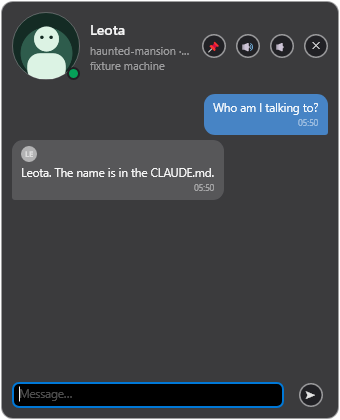 Leota
haunted-mansion ·...
fixture machine
Who am I talking to?
05:50
LE
Leota. The name is in the CLAUDE.md.
05:50
Message...